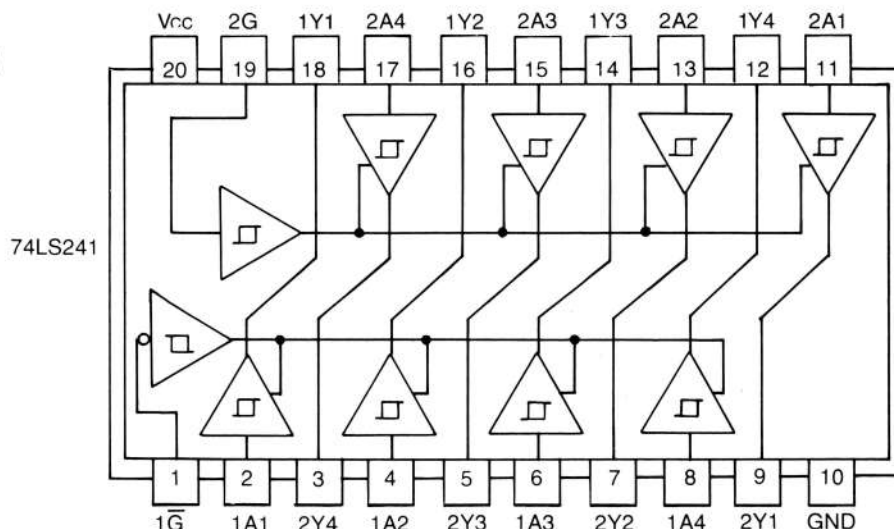 Vcc 2G 1Y1 2A4 1Y2 2A3 1Y3 2A2 1Y4 2A1
20 19 18 17 16 15 14 13 12 11
74LS241
1 2 3 4 5 6 7 8 9 10
1G̅ 1A1 2Y4 1A2 2Y3 1A3 2Y2 1A4 2Y1 GND